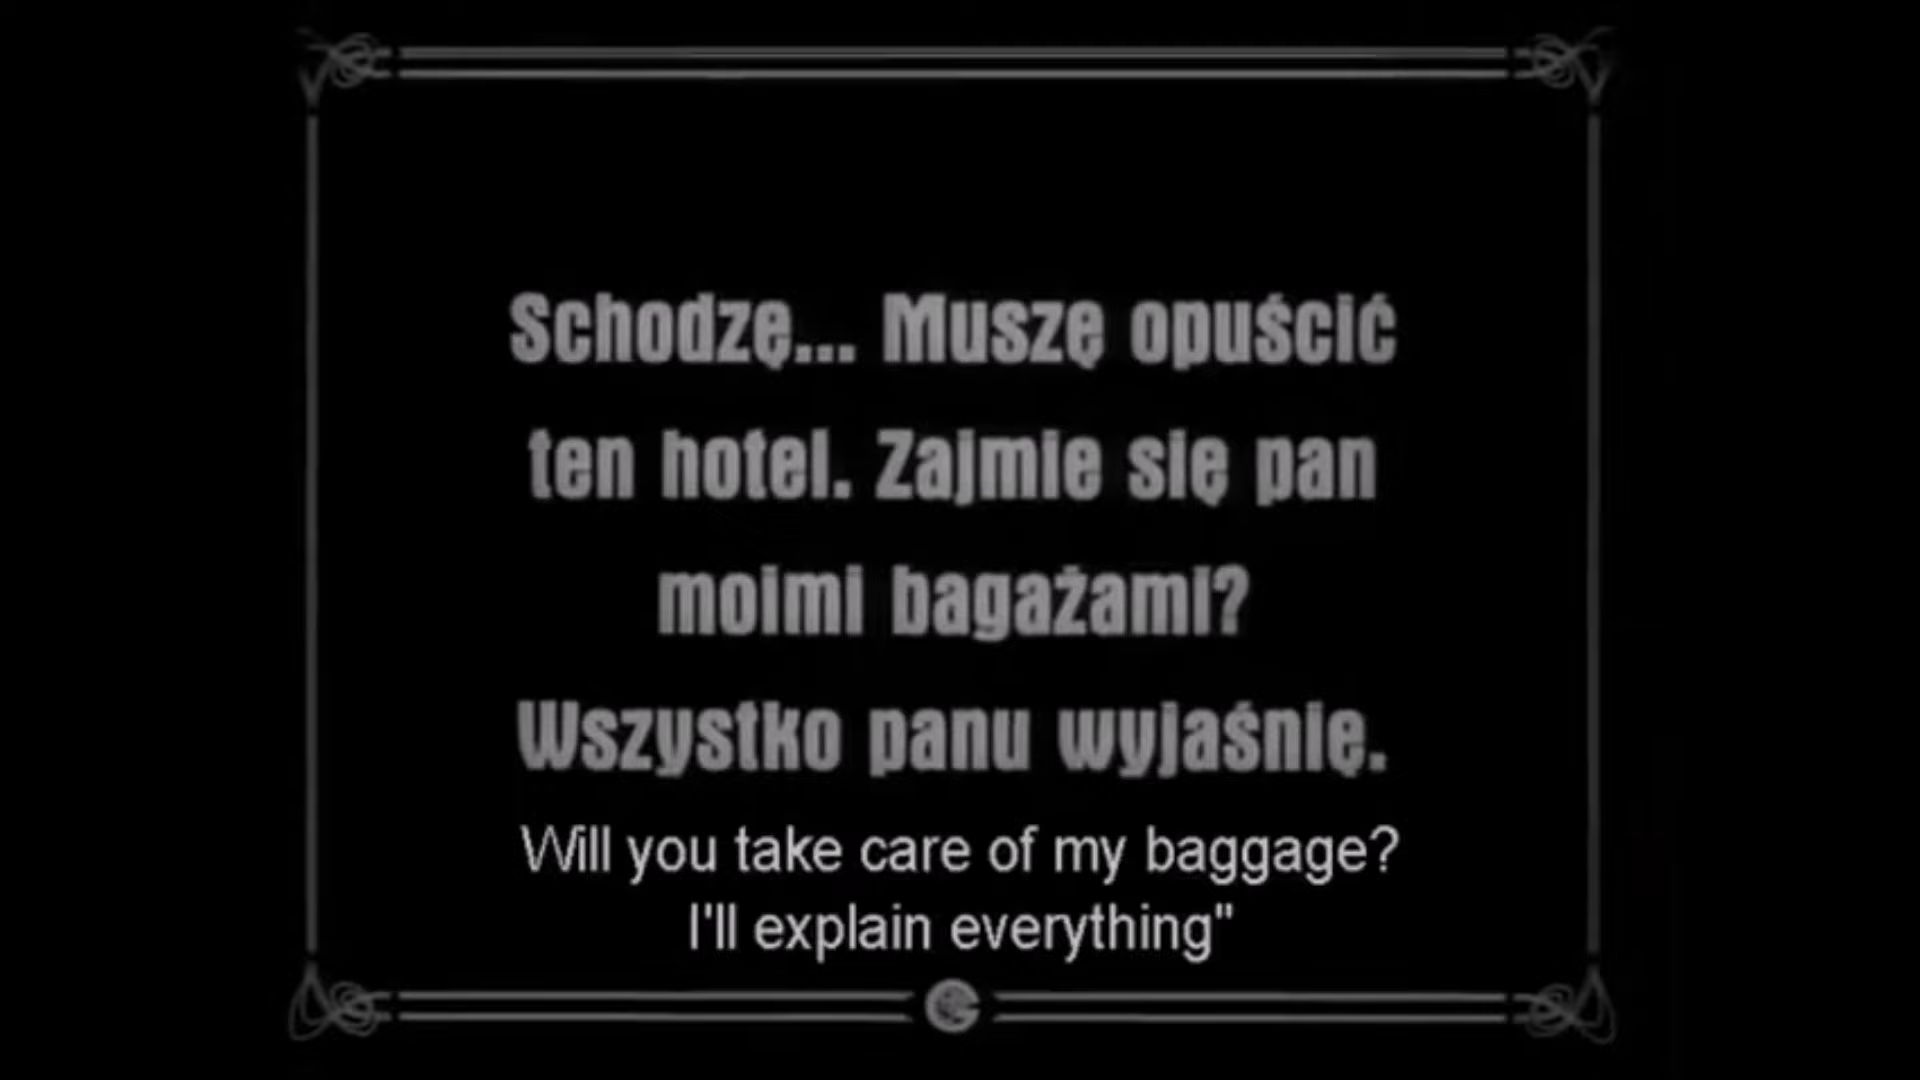 Schodzę... Muszę opuścić
ten hotel. Zajmie się pan
moimi bagażami?
Wszystko panu wyjaśnię.
Will you take care of my baggage?
I'll explain everything"